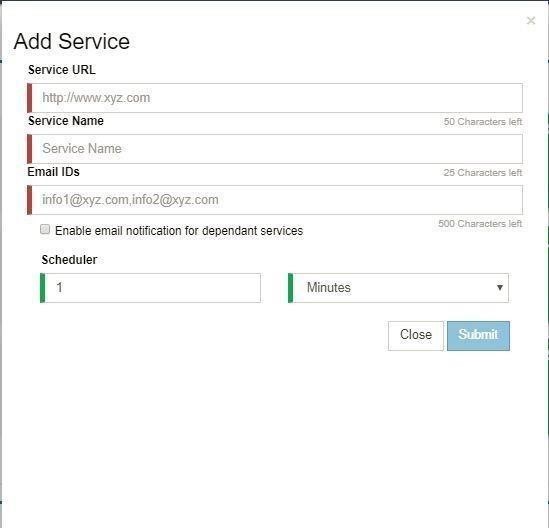 ×
Add Service
Service URL
http://www.xyz.com
Service Name 50 Characters left
Service Name
Email IDs 25 Characters left
info1@xyz.com,info2@xyz.com
500 Characters left
Enable email notification for dependant services
Scheduler
1 Minutes
Close Submit